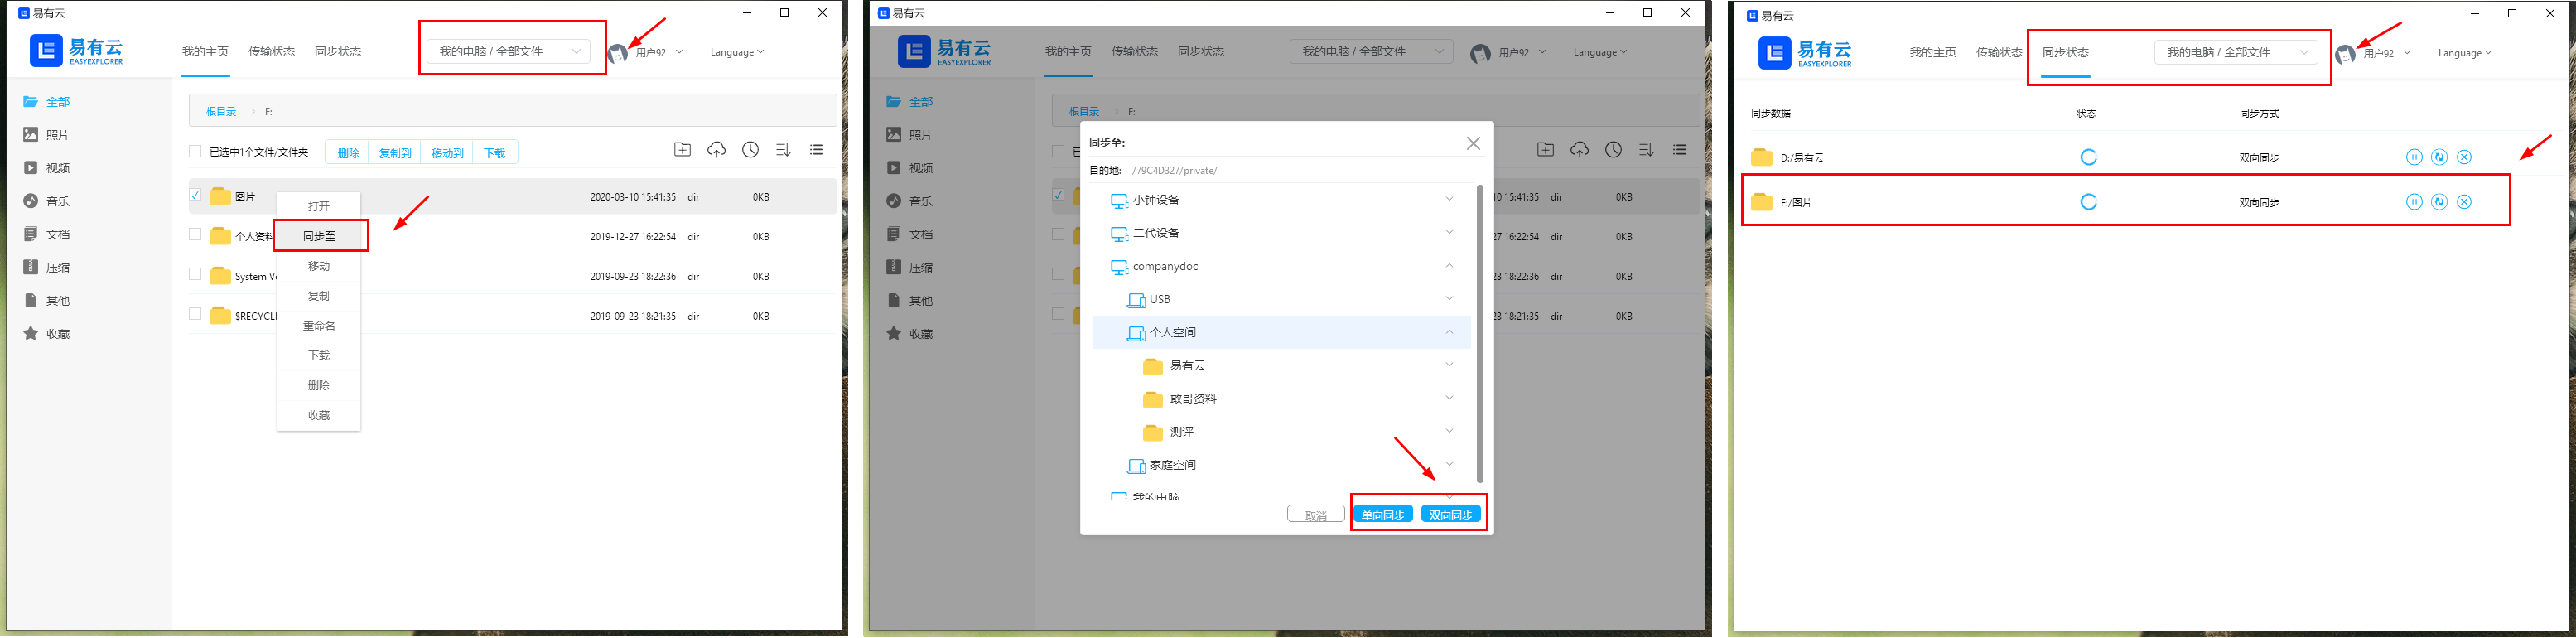 易有云
易有云
EASYEXPLORER
我的主页 传输状态 同步状态
我的电脑 / 全部文件
用户92
Language
全部
照片
视频
音乐
文档
压缩
其他
收藏
根目录 F:
已选中1个文件/文件夹 删除 复制到 移动到 下载
图片 2020-03-10 15:41:35 dir 0KB
个人资料 2019-12-27 16:22:54 dir 0KB
System Vo 2019-09-23 18:22:36 dir 0KB
$RECYCLE 2019-09-23 18:21:35 dir 0KB
打开
同步至
移动
复制
重命名
下载
删除
收藏
易有云
易有云
EASYEXPLORER
我的主页 传输状态 同步状态
我的电脑 / 全部文件
用户92
Language
全部
照片
视频
音乐
文档
压缩
其他
收藏
根目录 F:
同步至:
目的地: /79C4D327/private/
小钟设备
二代设备
companydoc
USB
个人空间
易有云
敢哥资料
测评
家庭空间
我的电脑
取消 单向同步 双向同步
10 15:41:35 dir 0KB
27 16:22:54 dir 0KB
23 18:22:36 dir 0KB
23 18:21:35 dir 0KB
易有云
易有云
EASYEXPLORER
我的主页 传输状态 同步状态
我的电脑 / 全部文件
用户92
Language
同步数据 状态 同步方式
D:/易有云 双向同步
F:/图片 双向同步